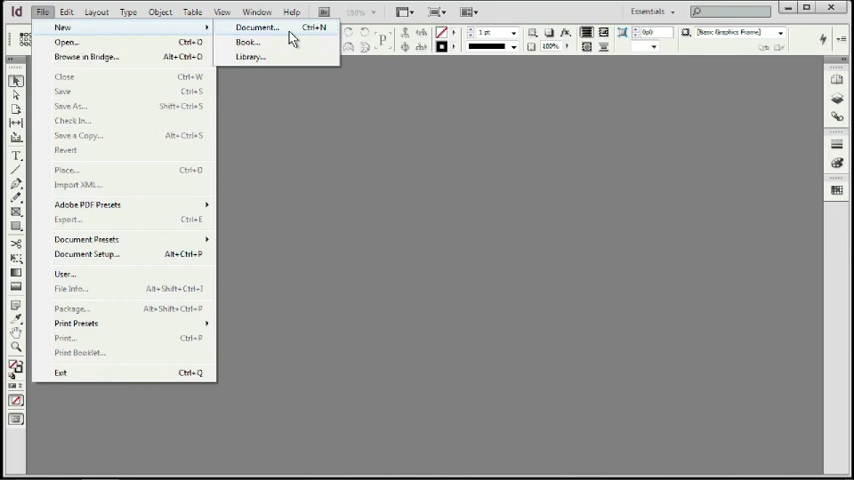 Id File Edit Layout Type Object Table View Window Help Br 150% Essentials
New
Document... Ctrl+N
1 pt 0p0 [Basic Graphics Frame]
Open... Ctrl+O
Book...
100%
Browse in Bridge... Alt+Ctrl+O
Library...
Close Ctrl+W
Save Ctrl+S
Save As... Shift+Ctrl+S
Check In...
Save a Copy... Alt+Ctrl+S
Revert
Place... Ctrl+D
Import XML...
Adobe PDF Presets
Export... Ctrl+E
Document Presets
Document Setup... Alt+Ctrl+P
User...
File Info... Alt+Shift+Ctrl+I
Package... Alt+Shift+Ctrl+P
Print Presets
Print... Ctrl+P
Print Booklet...
Exit Ctrl+Q